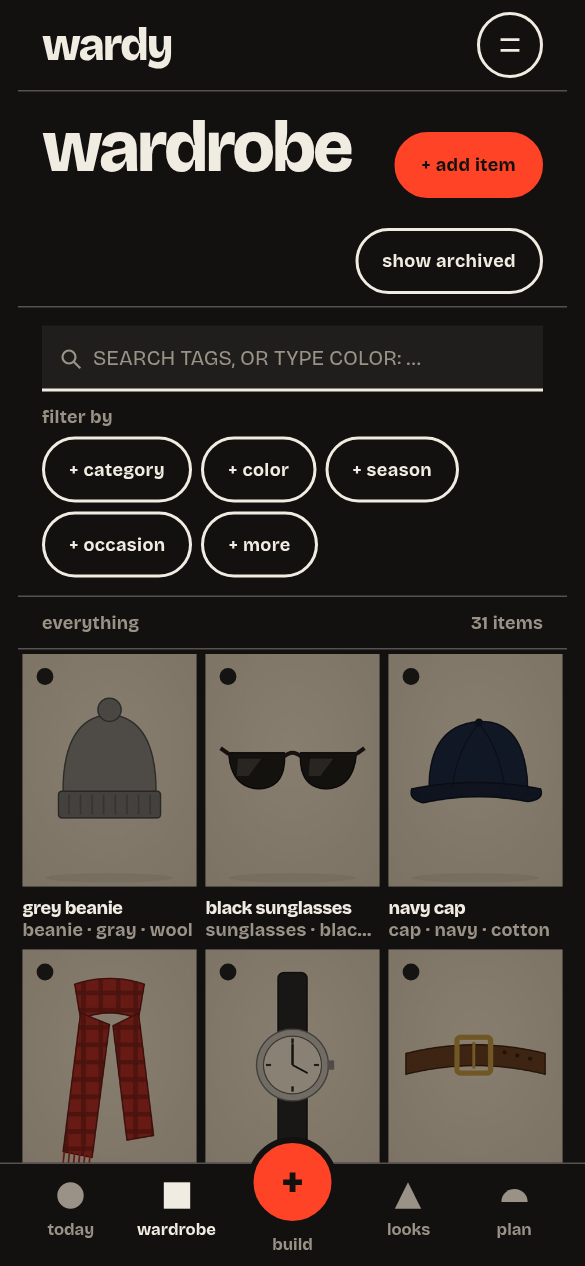 wardy
wardrobe
+ add item
show archived
SEARCH TAGS, OR TYPE COLOR: ...
filter by
+ category
+ color
+ season
+ occasion
+ more
everything
31 items
grey beanie
black sunglasses
navy cap
beanie · gray · wool
sunglasses · blac...
cap · navy · cotton
today
wardrobe
+
build
looks
plan